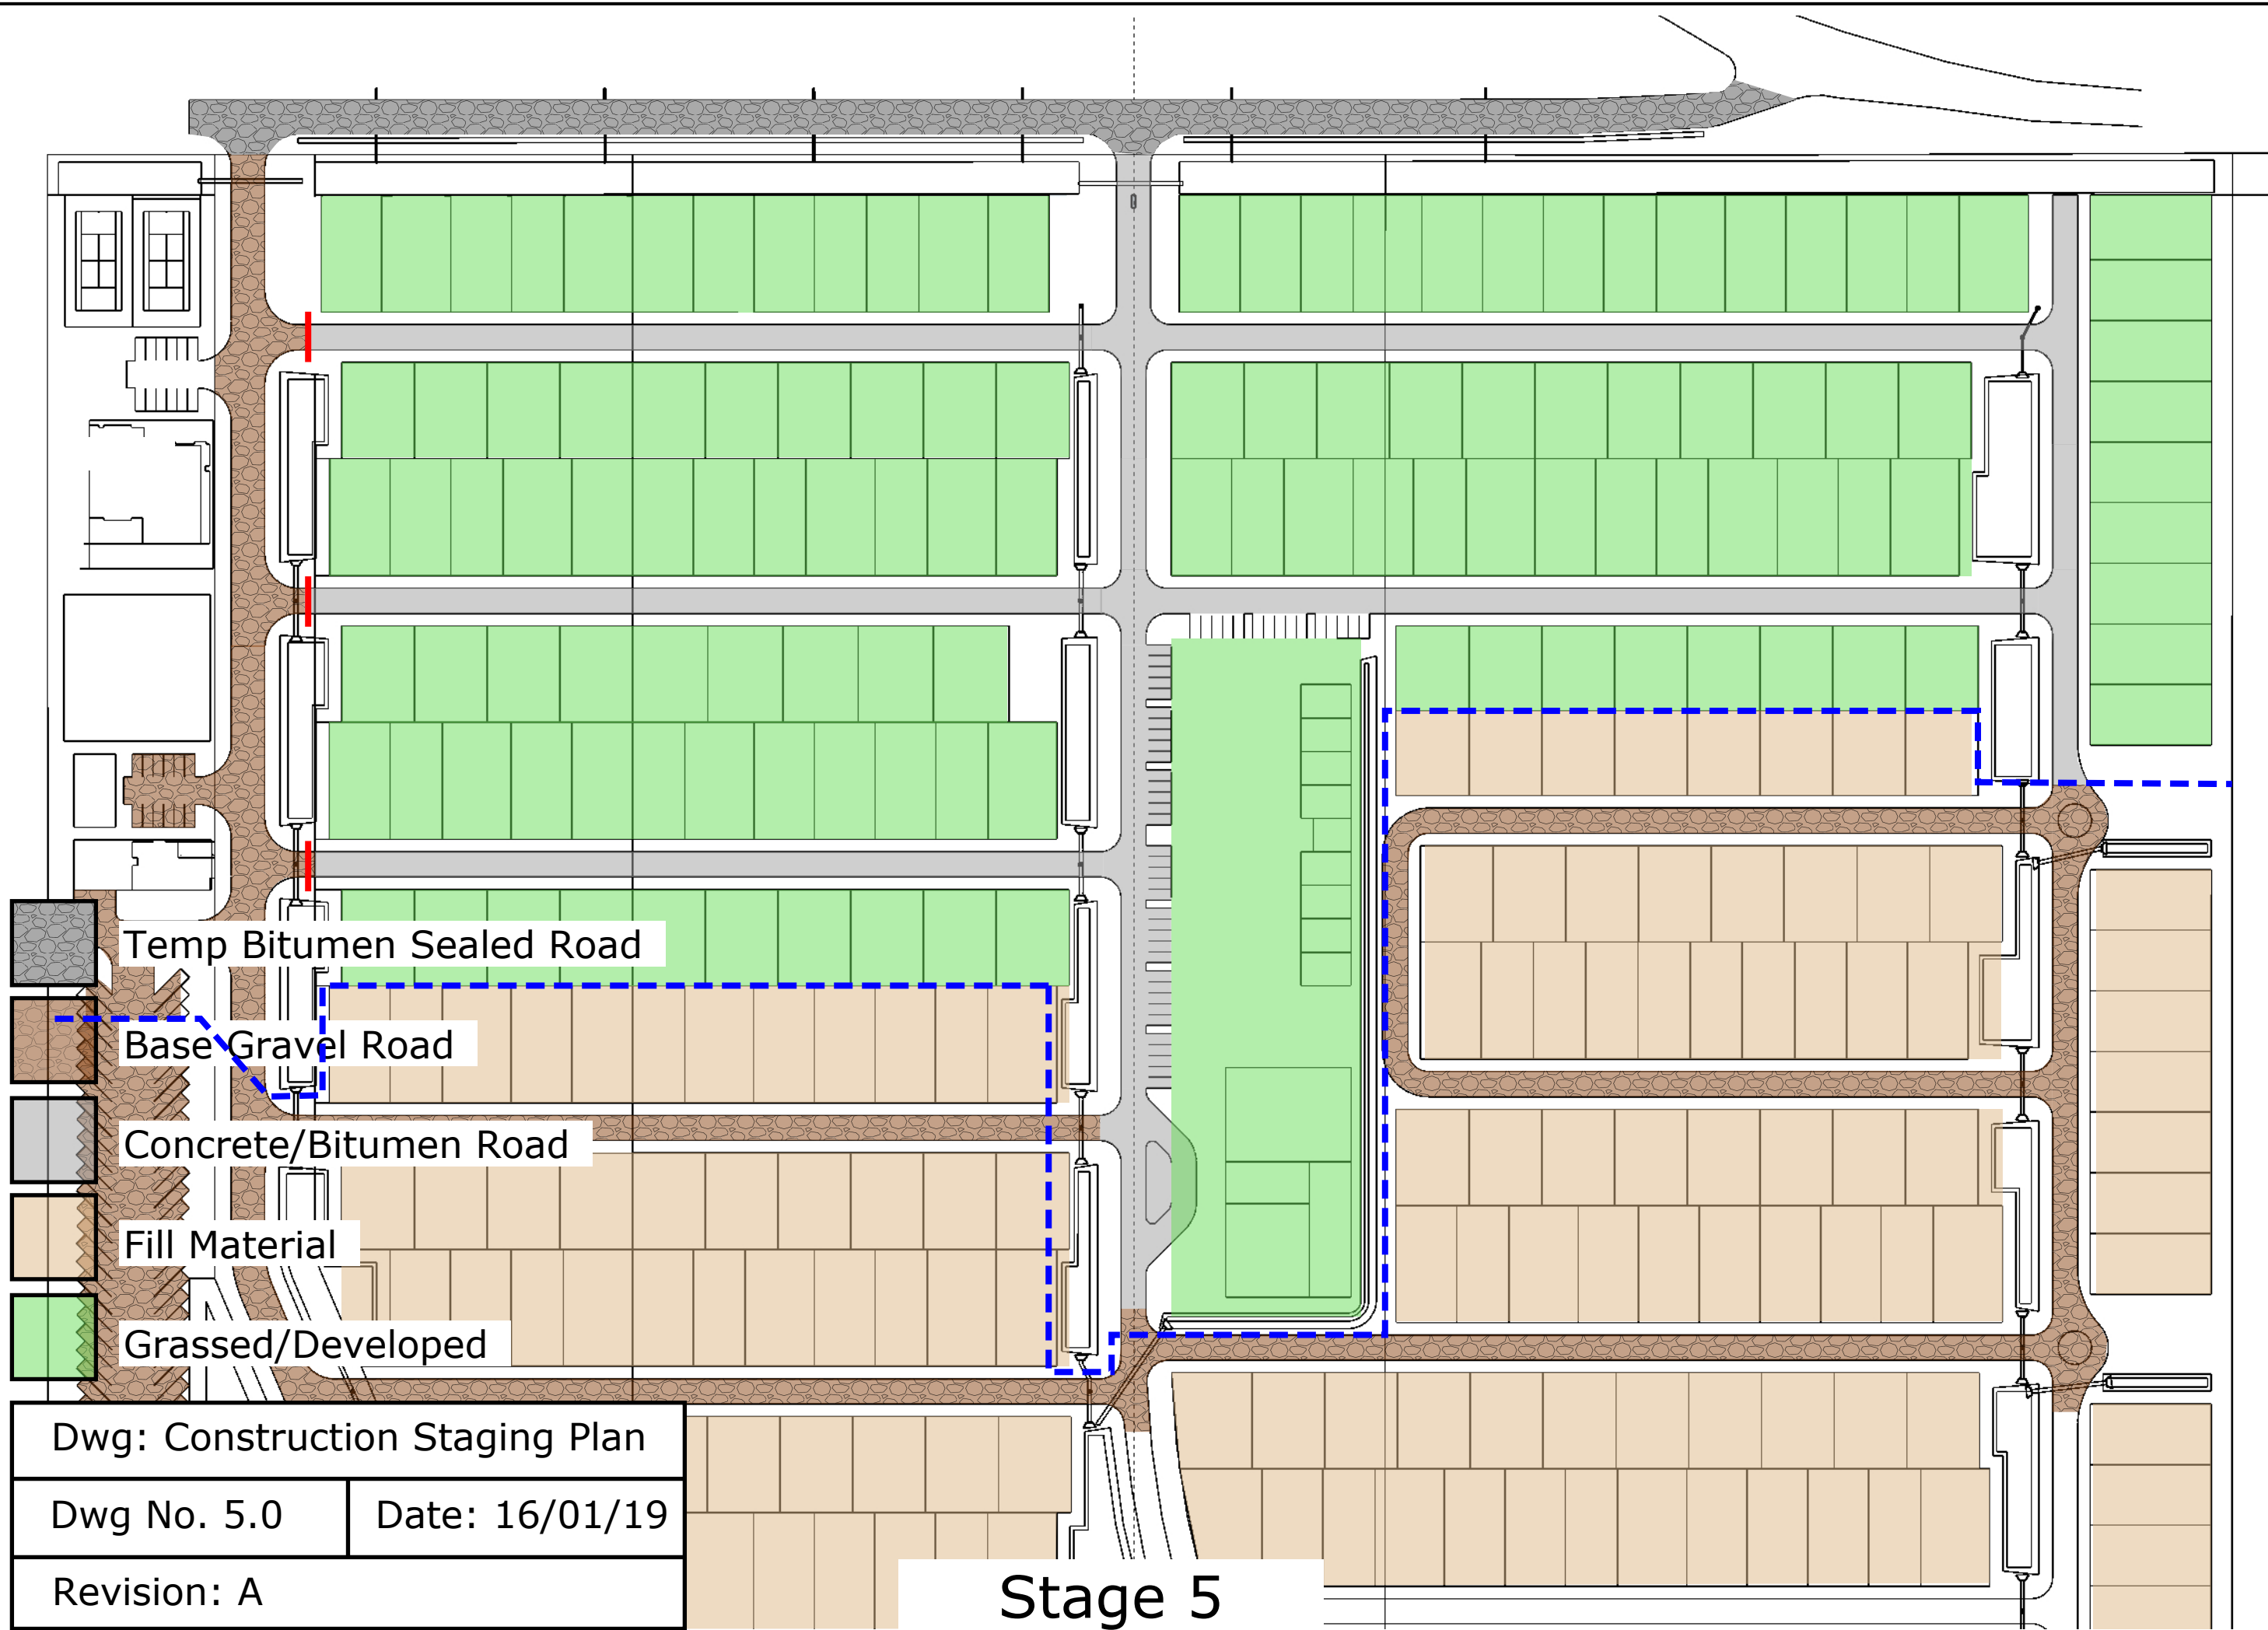 Temp Bitumen Sealed Road
Base Gravel Road
Concrete/Bitumen Road
Fill Material
Grassed/Developed
Dwg: Construction Staging Plan
Dwg No. 5.0
Date: 16/01/19
Revision: A
Stage 5